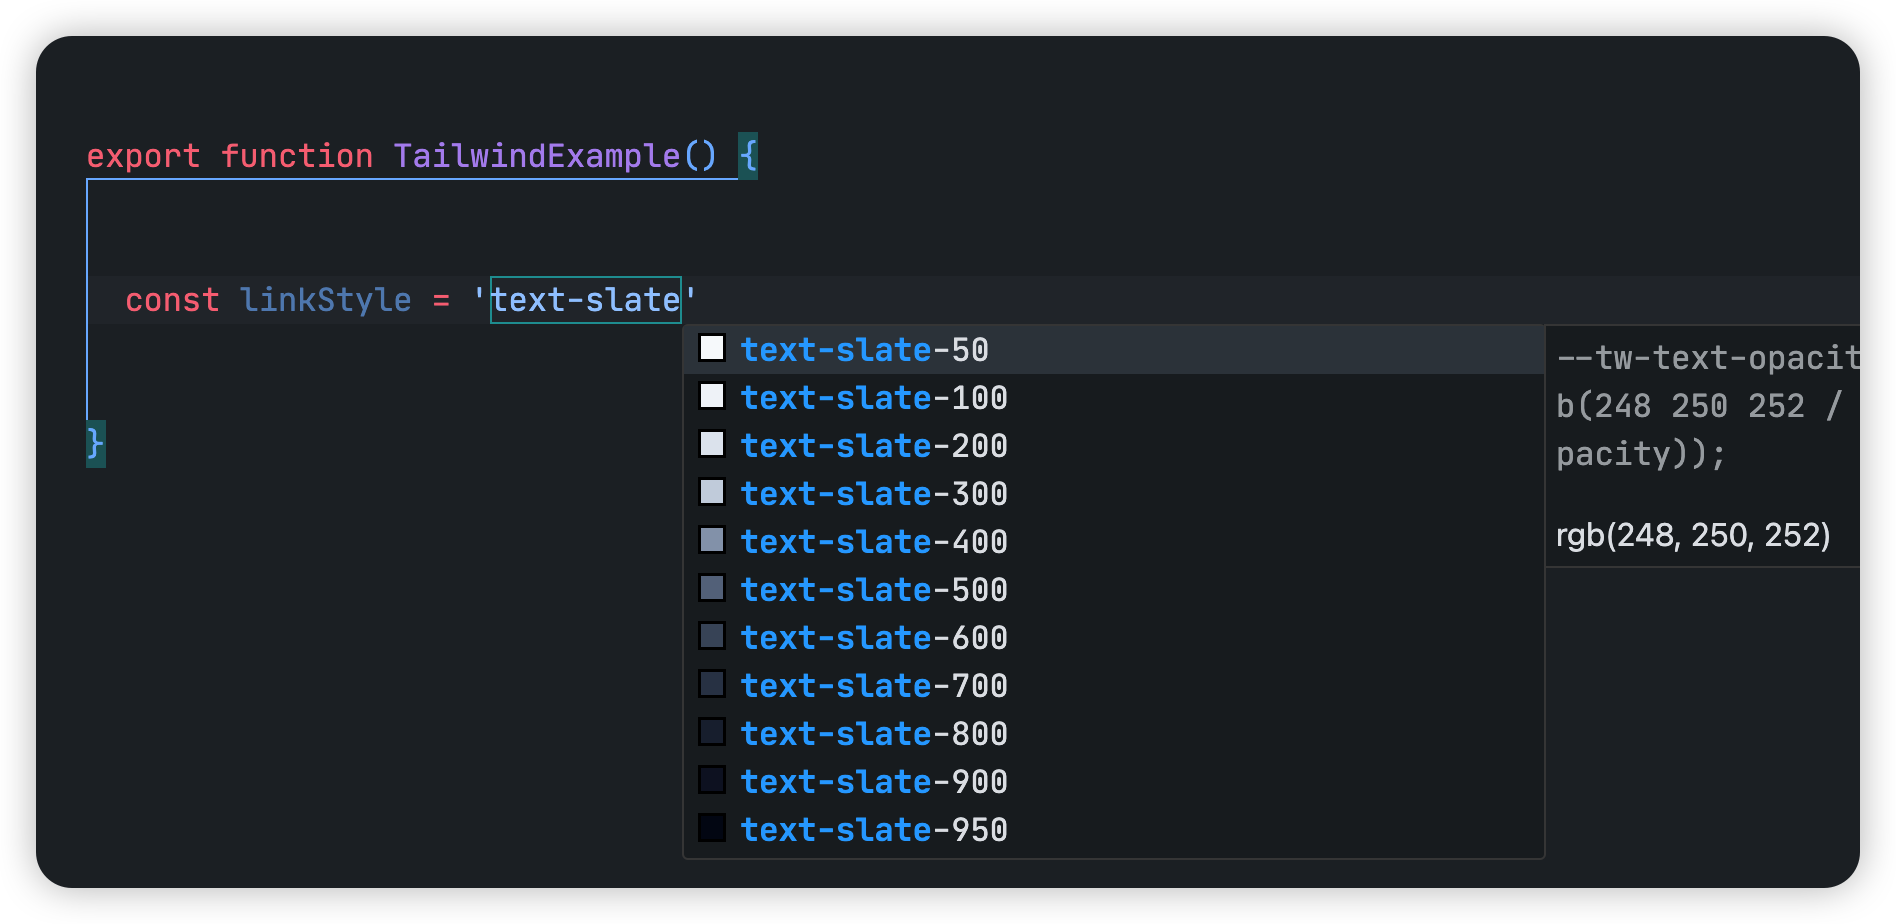 export function TailwindExample() {
const linkStyle = 'text-slate'
text-slate-50
text-slate-100
text-slate-200
text-slate-300
text-slate-400
text-slate-500
text-slate-600
text-slate-700
text-slate-800
text-slate-900
text-slate-950
--tw-text-opacit
b(248 250 252 /
pacity));
rgb(248, 250, 252)
}